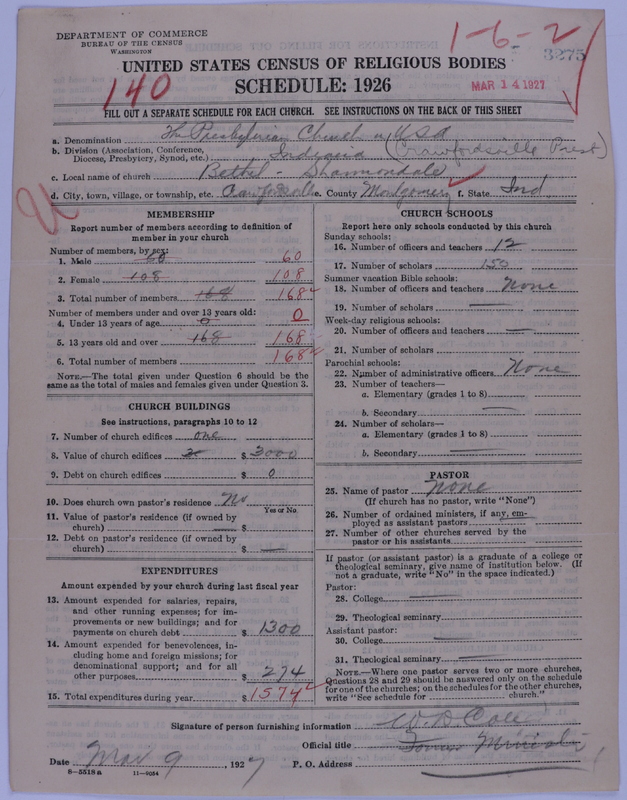 DEPARTMENT OF COMMERCE
BUREAU OF THE CENSUS
WASHINGTON
1-6-2
3275
UNITED STATES CENSUS OF RELIGIOUS BODIES
140
SCHEDULE: 1926
MAR 14 1927
FILL OUT A SEPARATE SCHEDULE FOR EACH CHURCH. SEE INSTRUCTIONS ON THE BACK OF THIS SHEET
a. Denomination The Presbyterian Church in USA
b. Division (Association, Conference, Diocese, Presbytery, Synod, etc.) Indiana (Crawfordsville Prest)
c. Local name of church Bethel - Shannondale
d. City, town, village, or township, etc. Crawfordsville e. County Montgomery f. State Ind
U
MEMBERSHIP
Report number of members according to definition of
member in your church
Number of members, by sex:
1. Male 60
2. Female 108 108
3. Total number of members 168 168
Number of members under and over 13 years old:
4. Under 13 years of age 0 0
5. 13 years old and over 168 168
6. Total number of members 168
NOTE.—The total given under Question 6 should be
same as the total of males and females given under Question 3.
CHURCH BUILDINGS
See instructions, paragraphs 10 to 12
7. Number of church edifices one
8. Value of church edifices $ 3000
9. Debt on church edifices $ 0
10. Does church own pastor's residence No
Yes or No
11. Value of pastor's residence (if owned by
church) $
12. Debt on pastor's residence (if owned by
church) $ —
EXPENDITURES
Amount expended by your church during last fiscal year
13. Amount expended for salaries, repairs,
and other running expenses; for im-
provements or new buildings; and for
payments on church debt $ 1300
14. Amount expended for benevolences, in-
cluding home and foreign missions; for
denominational support; and for all
other purposes $ 274
15. Total expenditures during year $ 1574
CHURCH SCHOOLS
Report here only schools conducted by this church
Sunday schools:
16. Number of officers and teachers 12
17. Number of scholars 150
Summer vacation Bible schools:
18. Number of officers and teachers None
19. Number of scholars —
Week-day religious schools:
20. Number of officers and teachers —
21. Number of scholars
Parochial schools:
22. Number of administrative officers None
23. Number of teachers—
a. Elementary (grades 1 to 8) —
b. Secondary —
24. Number of scholars—
a. Elementary (grades 1 to 8) —
b. Secondary —
PASTOR
25. Name of pastor None
(If church has no pastor, write "None")
26. Number of ordained ministers, if any, em-
ployed as assistant pastors
27. Number of other churches served by the
pastor or his assistants
If pastor (or assistant pastor) is a graduate of a college or
theological seminary, give name of institution below. (If
not a graduate, write "No" in the space indicated.)
Pastor:
28. College —
29. Theological seminary —
Assistant pastor:
30. College —
31. Theological seminary —
NOTE.—Where one pastor serves two or more churches,
Questions 28 and 29 should be answered only on the schedule
for one of the churches; on the schedules for the other churches,
write "See schedule for church."
Signature of person furnishing information W. D. Cole
Official title Former Minister
Date Mar 9, 1927 P. O. Address
8-5518a 11-9054